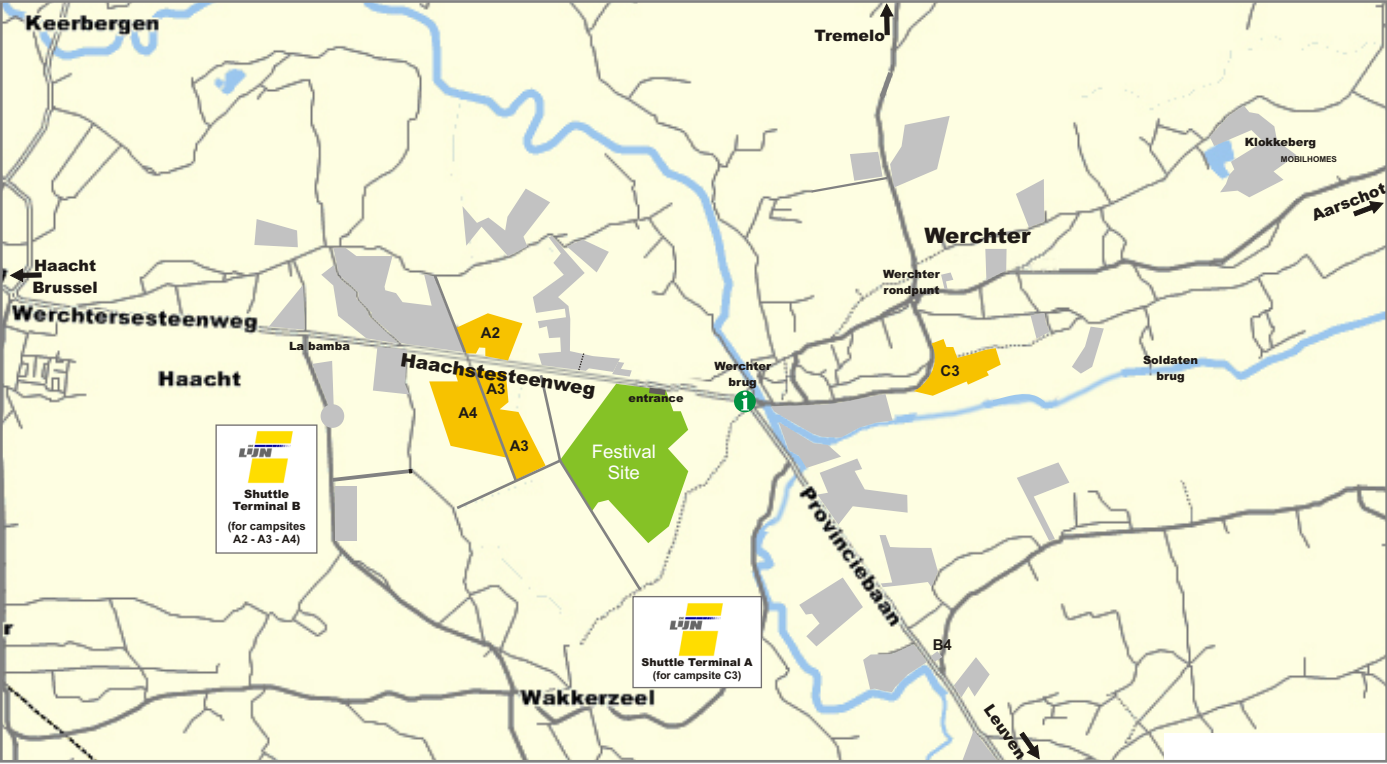 Keerbergen
Tremelo
Klokkeberg
MOBILHOMES
Aarschot
Werchter
Haacht
Brussel
Werchter
rondpunt
Werchtersesteenweg
A2
La bamba
Haachstesteenweg
Werchter
brug
Soldaten
brug
C3
Haacht
A3
entrance
i
A4
A3
Festival
Site
LIJN
Shuttle
Terminal B
(for campsites
A2 - A3 - A4)
Provinciebaan
LIJN
Shuttle Terminal A
(for campsite C3)
r
B4
Wakkerzeel
Leuven